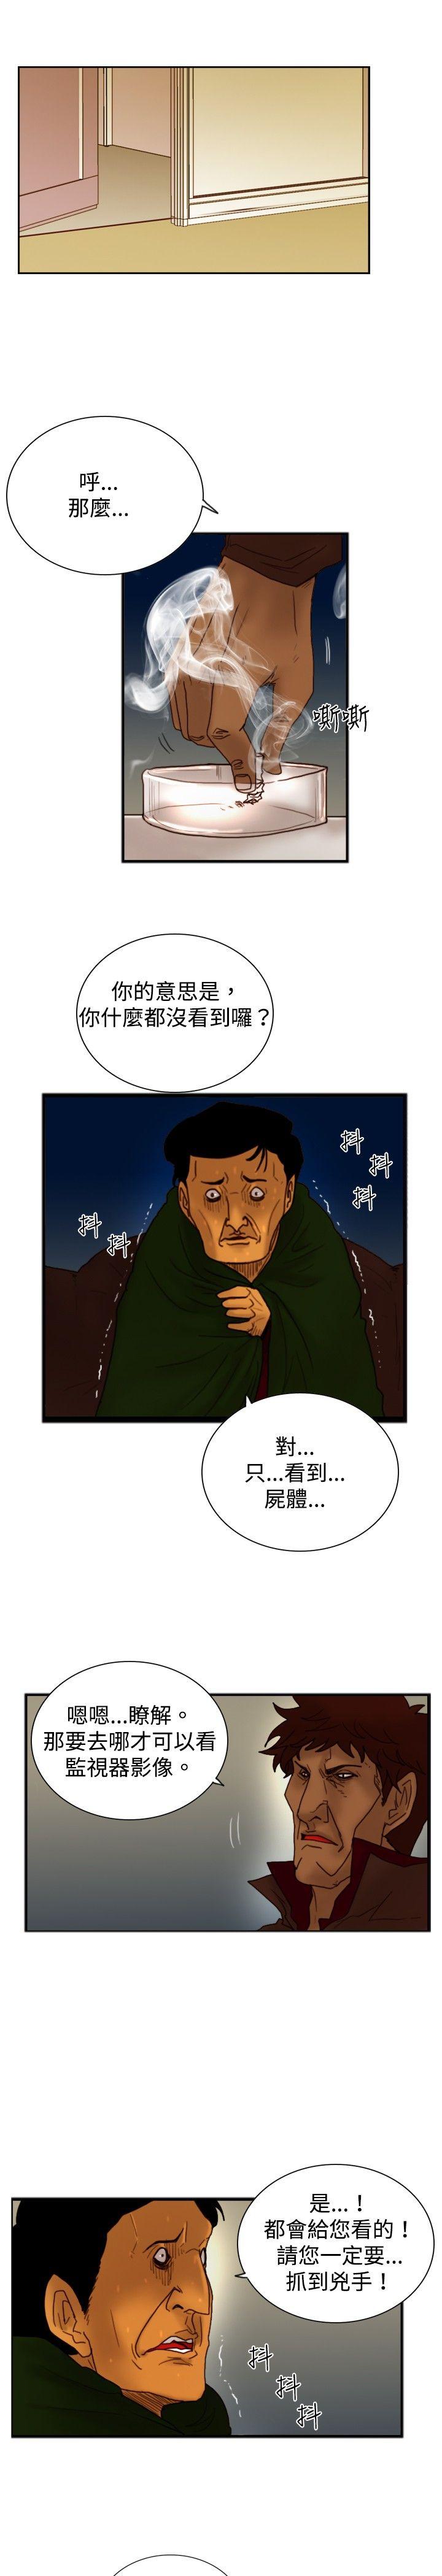 呼...
那麼...
嘶嘶
你的意思是，
你什麼都沒看到囉？
抖
抖
抖
抖
抖
對...
只...看到...
屍體...
嗯嗯...瞭解。
那要去哪才可以看
監視器影像。
是...！
都會給您看的！
請您一定要...
抓到兇手！
抖
抖
抖